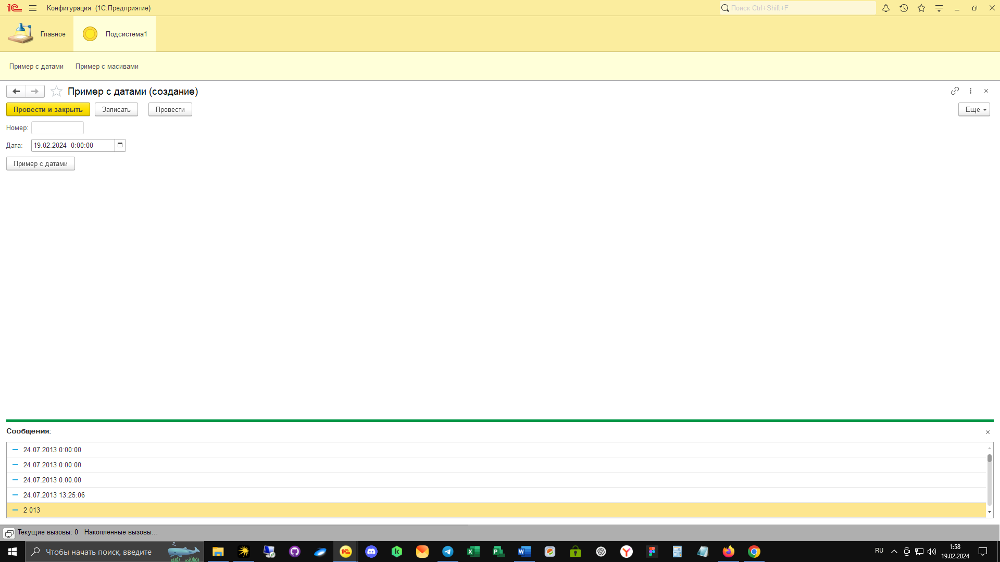 Конфигурация (1С:Предприятие)
Поиск Ctrl+Shift+F
Главное
Подсистема1
Пример с датами
Пример с масивами
Пример с датами (создание)
Провести и закрыть
Записать
Провести
Еще
Номер:
Дата: 19.02.2024 0:00:00
Пример с датами
Сообщения:
24.07.2013 0:00:00
24.07.2013 0:00:00
24.07.2013 0:00:00
24.07.2013 13:25:06
2 013
Текущие вызовы: 0 Накопленные вызовы…
Чтобы начать поиск, введите
RU
1:58
19.02.2024